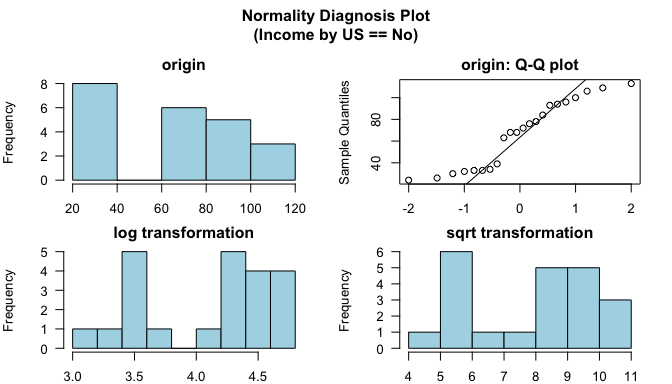 Normality Diagnosis Plot
(Income by US == No)
origin
Frequency
8
6
4
2
0
20 40 60 80 100 120
origin: Q-Q plot
Sample Quantiles
80
40
-2 -1 0 1 2
log transformation
Frequency
5
4
3
2
1
0
3.0 3.5 4.0 4.5
sqrt transformation
Frequency
6
5
4
3
2
1
0
4 5 6 7 8 9 10 11